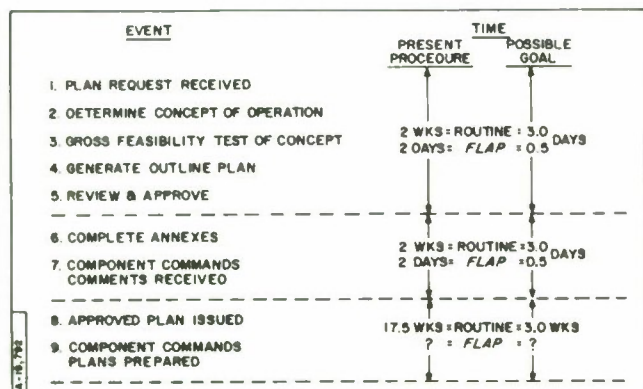 EVENT
TIME
PRESENT PROCEDURE
POSSIBLE GOAL
1. PLAN REQUEST RECEIVED
2. DETERMINE CONCEPT OF OPERATION
3. GROSS FEASIBILITY TEST OF CONCEPT
4. GENERATE OUTLINE PLAN
5. REVIEW & APPROVE
2 WKS = ROUTINE = 3.0 DAYS
2 DAYS = FLAP = 0.5
6. COMPLETE ANNEXES
7. COMPONENT COMMANDS
COMMENTS RECEIVED
2 WKS = ROUTINE = 3.0 DAYS
2 DAYS = FLAP = 0.5
8. APPROVED PLAN ISSUED
9. COMPONENT COMMANDS
PLANS PREPARED
17.5 WKS = ROUTINE = 3.0 WKS
? = FLAP = ?